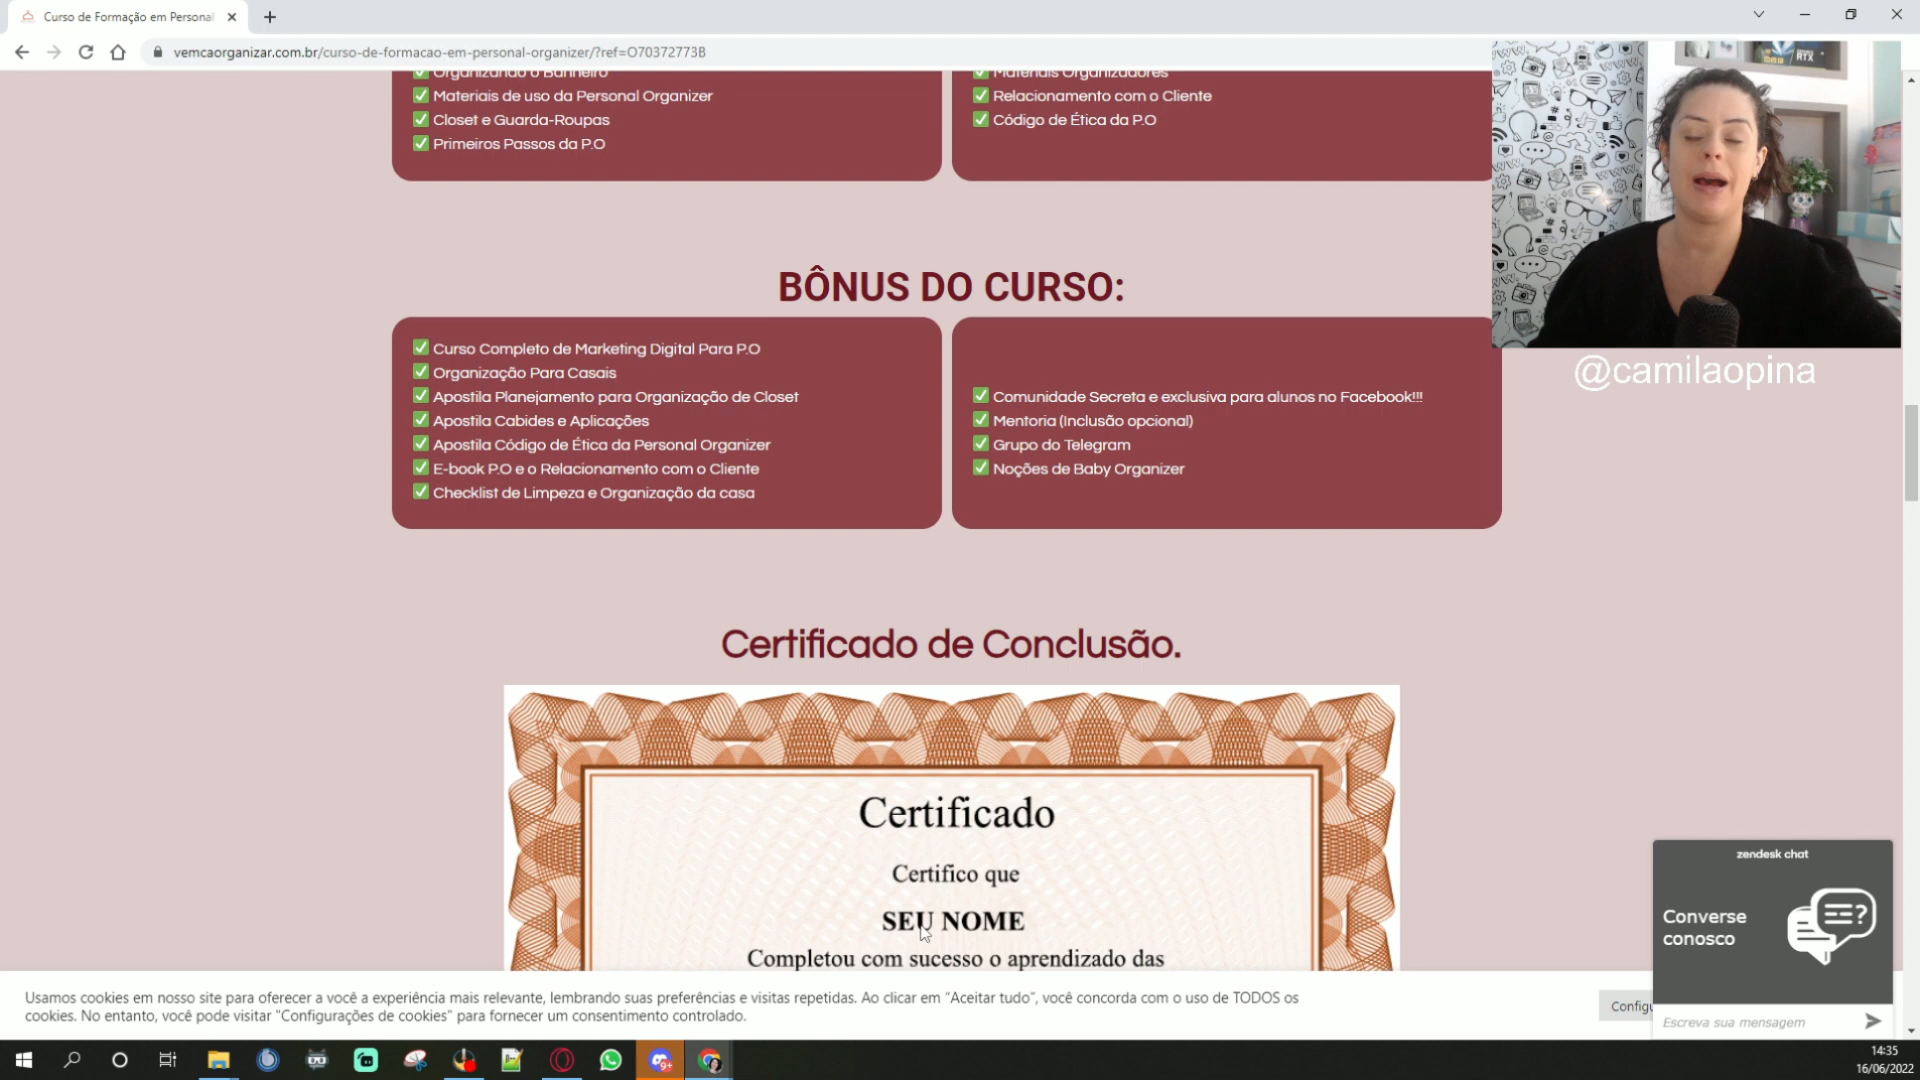 Curso de Formação em Personal
vemcaorganizar.com.br/curso-de-formacao-em-personal-organizer/?ref=O70372773B
Organizando o Banheiro
Materiais de uso da Personal Organizer
Closet e Guarda-Roupas
Primeiros Passos da P.O
Materiais Organizadores
Relacionamento com o Cliente
Código de Ética da P.O
RTX
@camilaopina
BÔNUS DO CURSO:
Curso Completo de Marketing Digital Para P.O
Organização Para Casais
Apostila Planejamento para Organização de Closet
Apostila Cabides e Aplicações
Apostila Código de Ética da Personal Organizer
E-book P.O e o Relacionamento com o Cliente
Checklist de Limpeza e Organização da casa
Comunidade Secreta e exclusiva para alunos no Facebook!!!
Mentoria (Inclusão opcional)
Grupo do Telegram
Noções de Baby Organizer
Certificado de Conclusão.
Certificado
Certifico que
SEU NOME
Completou com sucesso o aprendizado das
zendesk chat
Converse
conosco
Escreva sua mensagem
Usamos cookies em nosso site para oferecer a você a experiência mais relevante, lembrando suas preferências e visitas repetidas. Ao clicar em "Aceitar tudo", você concorda com o uso de TODOS os
cookies. No entanto, você pode visitar "Configurações de cookies" para fornecer um consentimento controlado.
Configu
9+
14:35
16/06/2022